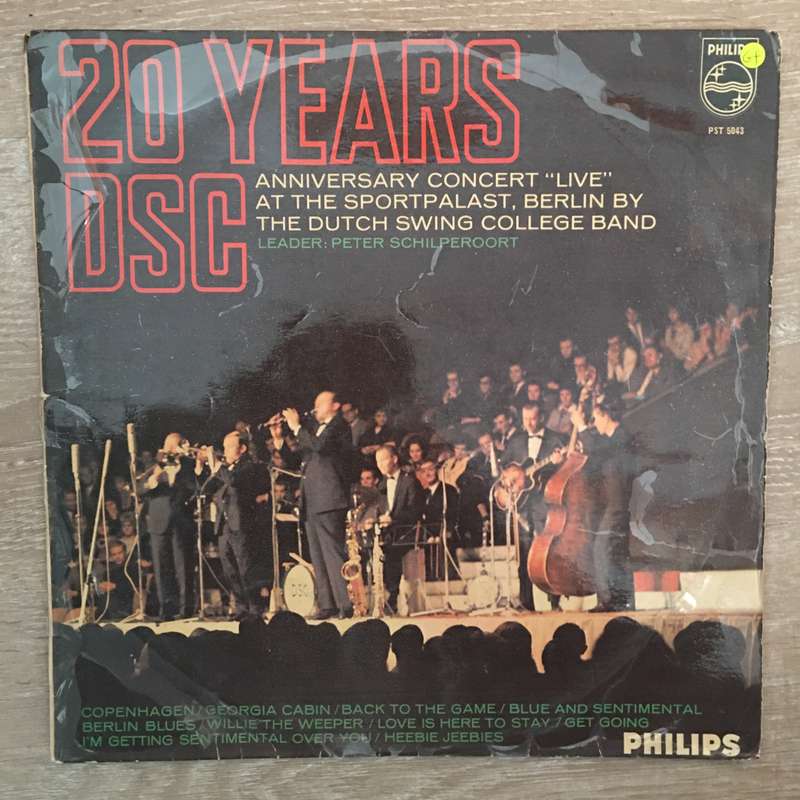 20 YEARS
DSC
ANNIVERSARY CONCERT "LIVE"
AT THE SPORTPALAST, BERLIN BY
THE DUTCH SWING COLLEGE BAND
LEADER: PETER SCHILPEROORT
PHILIPS
G+
PST 5043
DSC
COPENHAGEN / GEORGIA CABIN / BACK TO THE GAME / BLUE AND SENTIMENTAL
BERLIN BLUES / WILLIE THE WEEPER / LOVE IS HERE TO STAY / GET GOING
I'M GETTING SENTIMENTAL OVER YOU / HEEBIE JEEBIES
PHILIPS